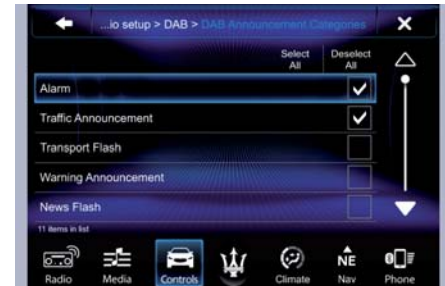 ...io setup > DAB > DAB Announcement Categories
Select All
Deselect All
Alarm
Traffic Announcement
Transport Flash
Warning Announcement
News Flash
11 items in list
Radio
Media
Controls
Climate
NE
Nav
Phone